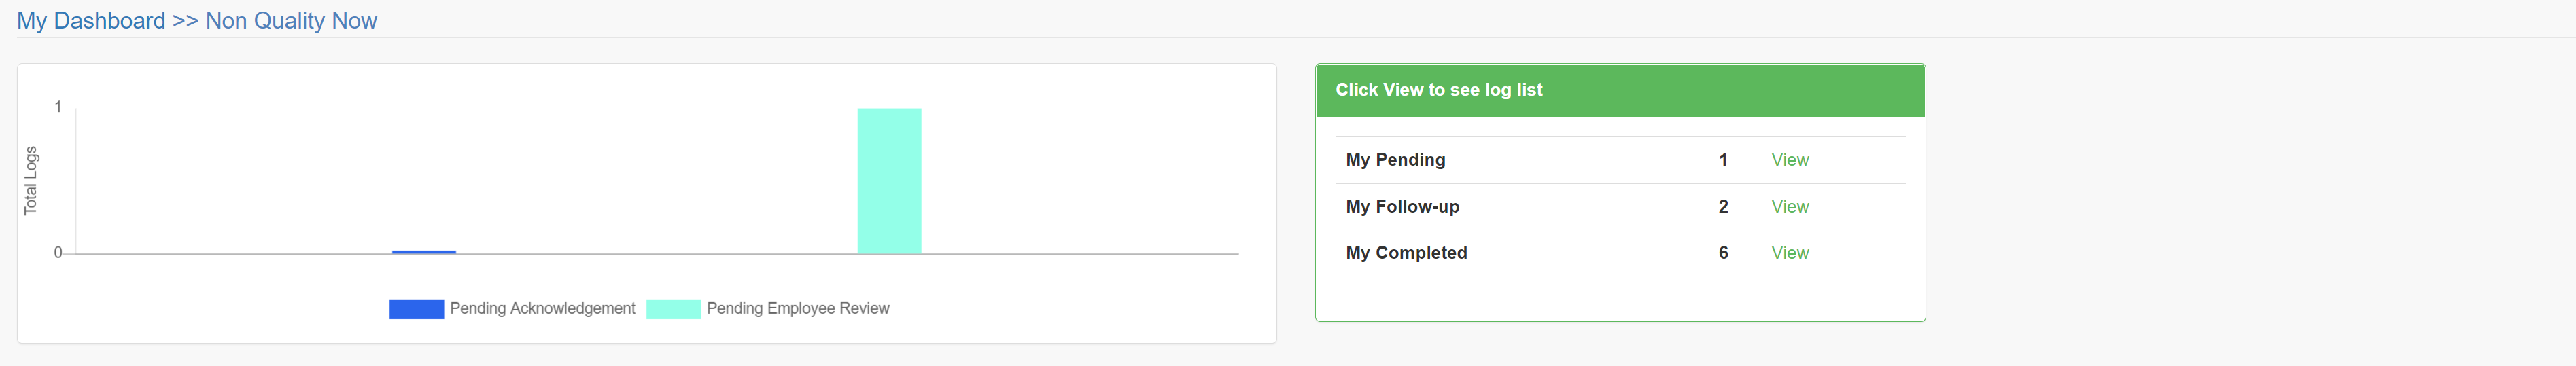 My Dashboard >> Non Quality Now
1
Total Logs
0
Pending Acknowledgement Pending Employee Review
Click View to see log list
My Pending 1 View
My Follow-up 2 View
My Completed 6 View